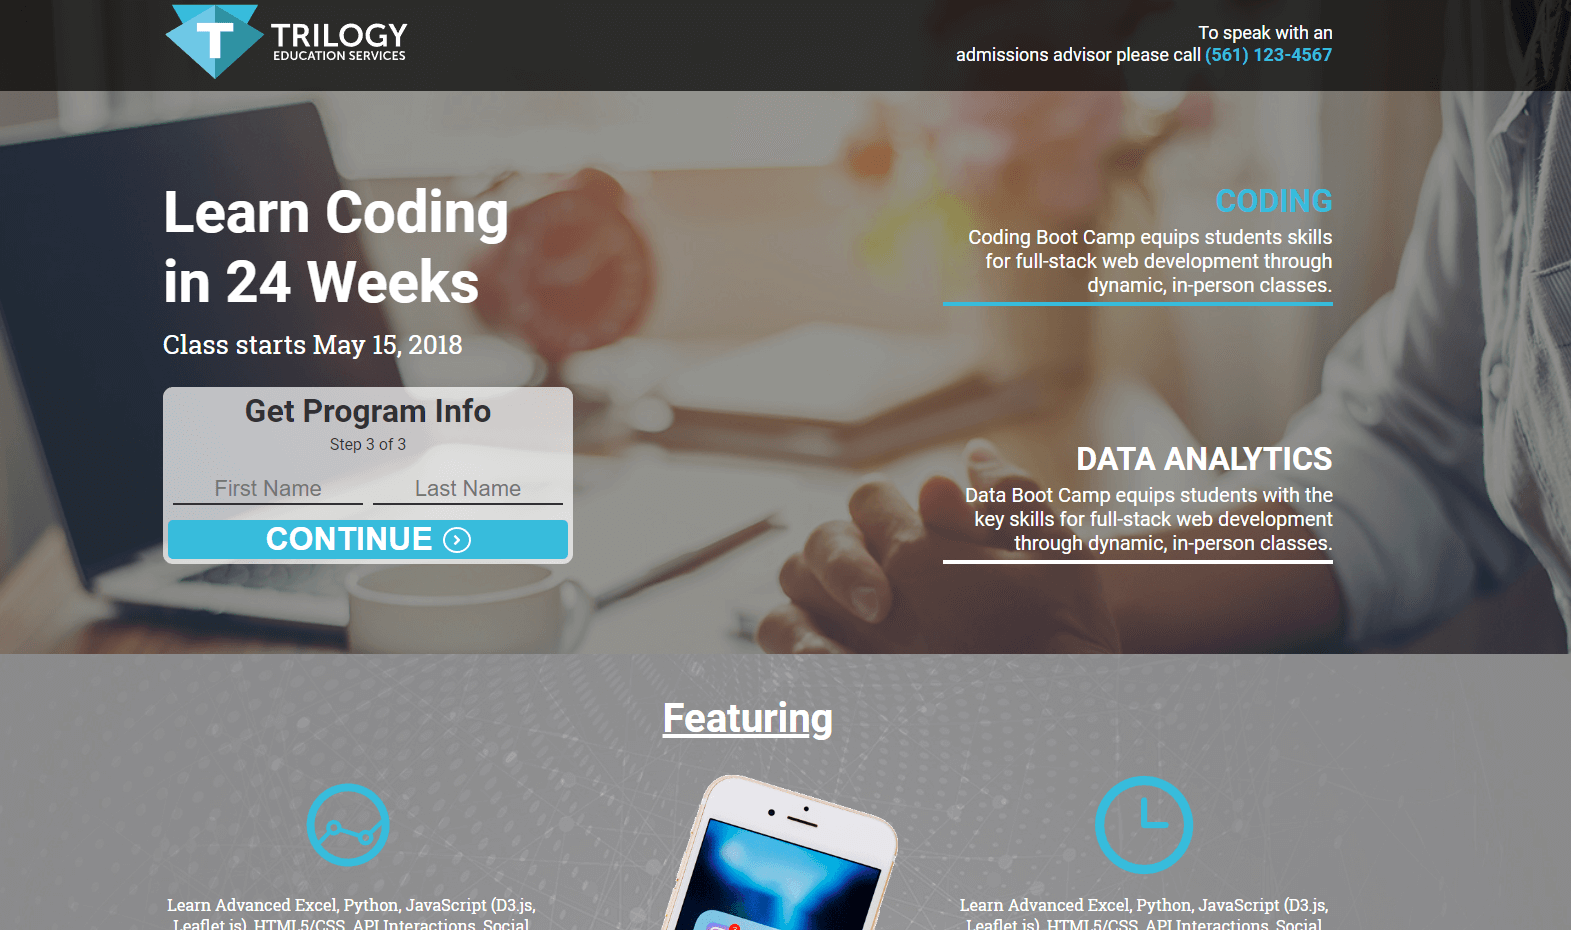 T
TRILOGY
EDUCATION SERVICES
To speak with an
admissions advisor please call (561) 123-4567
Learn Coding
in 24 Weeks
Class starts May 15, 2018
Get Program Info
Step 3 of 3
First Name
Last Name
CONTINUE
CODING
Coding Boot Camp equips students skills
for full-stack web development through
dynamic, in-person classes.
DATA ANALYTICS
Data Boot Camp equips students with the
key skills for full-stack web development
through dynamic, in-person classes.
Featuring
Learn Advanced Excel, Python, JavaScript (D3.js,
Leaflet.js), HTML5/CSS, API Interactions, Social
Learn Advanced Excel, Python, JavaScript (D3.js,
Leaflet.js), HTML5/CSS, API Interactions, Social